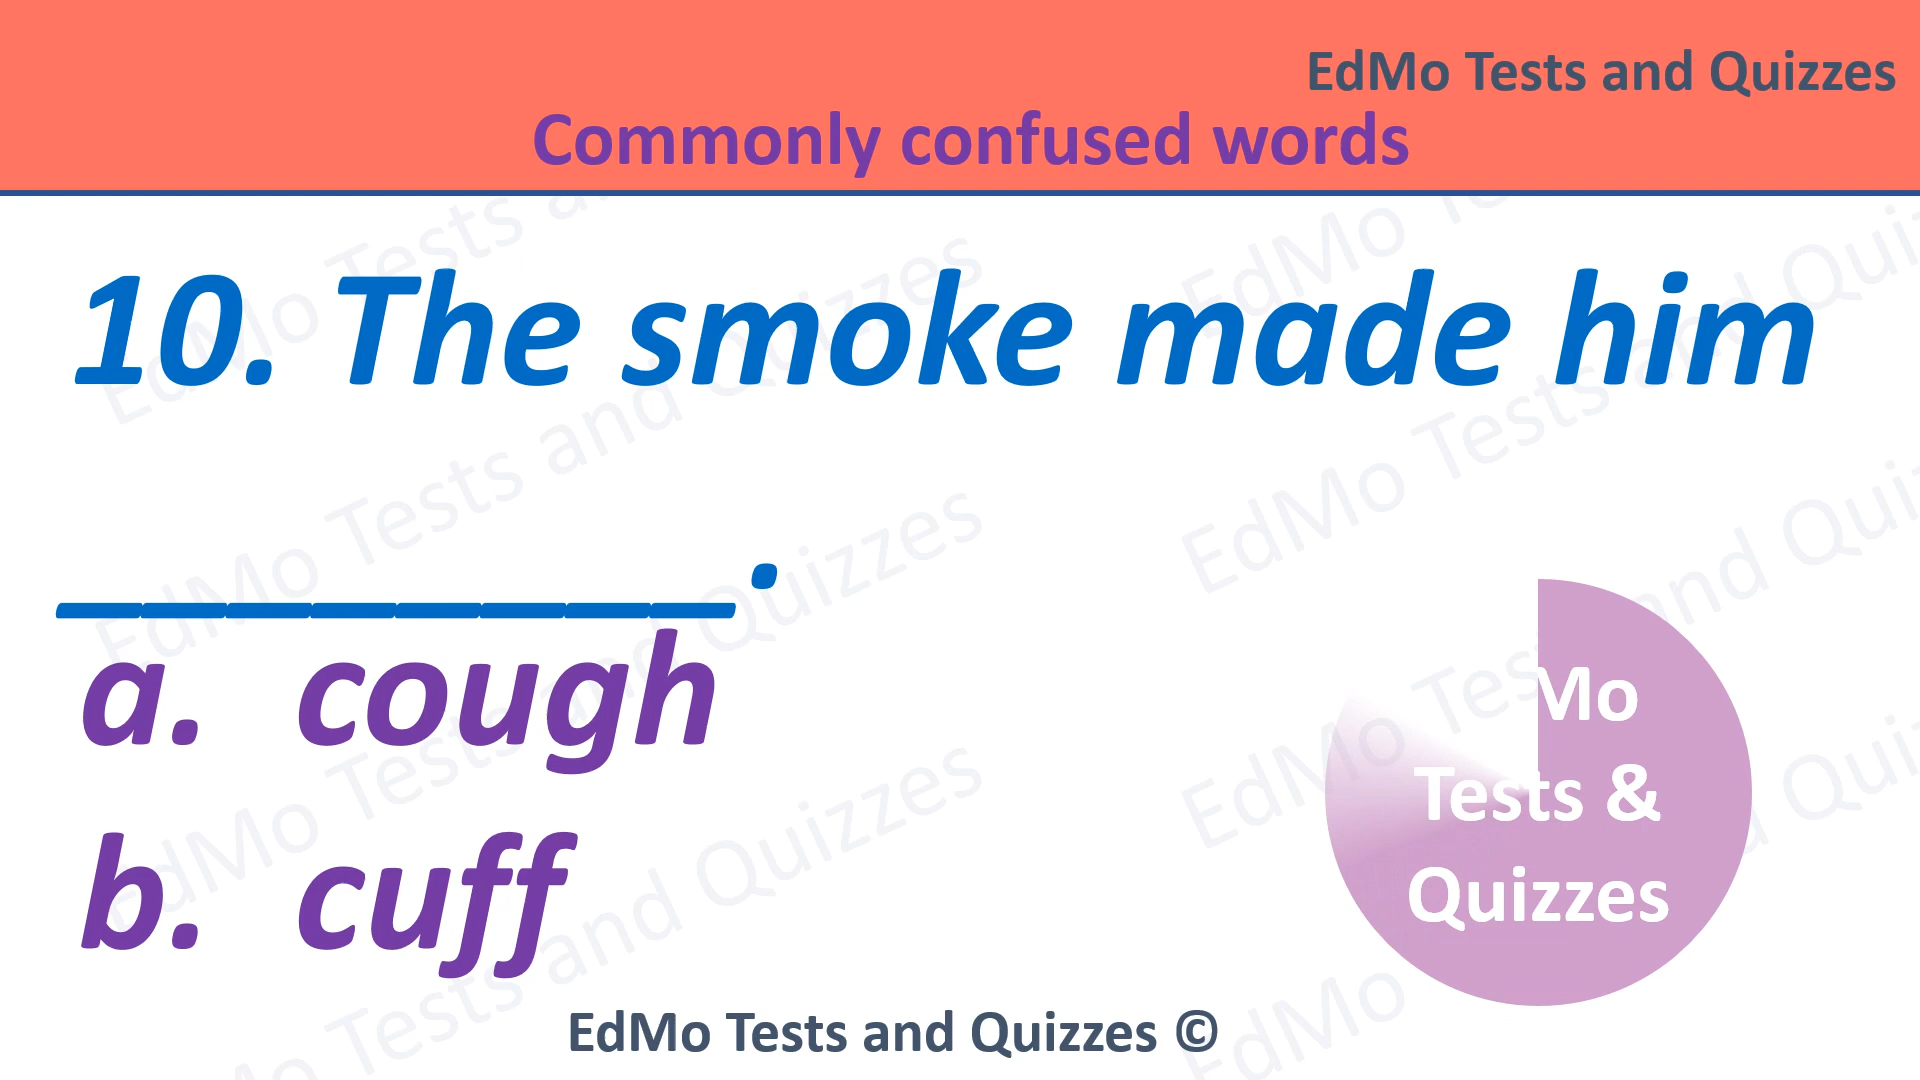 EdMo Tests and Quizzes
Commonly confused words
10. The smoke made him
________.
a. cough
b. cuff
Mo
Tests &
Quizzes
EdMo Tests and Quizzes ©